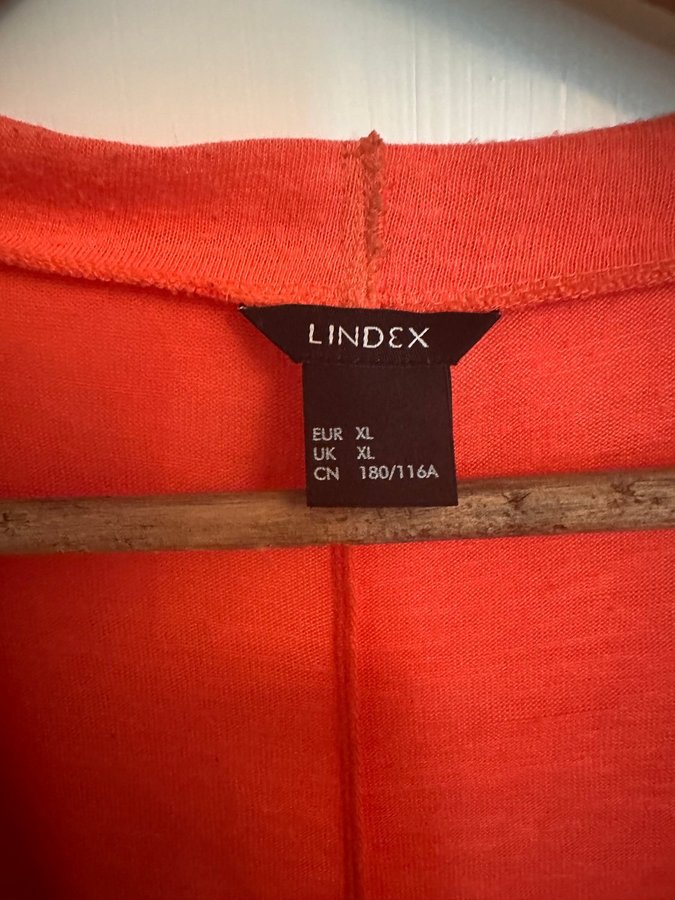 LINDEX
EUR XL
UK XL
CN 180/116A